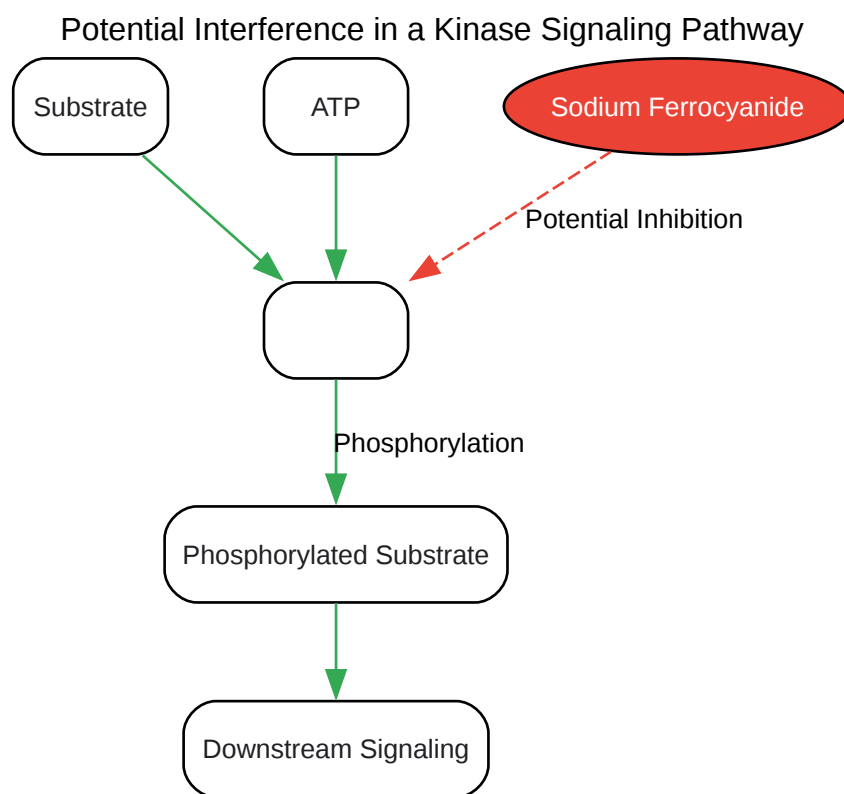 Potential Interference in a Kinase Signaling Pathway
Substrate
ATP
Sodium Ferrocyanide
Potential Inhibition
Phosphorylation
Phosphorylated Substrate
Downstream Signaling